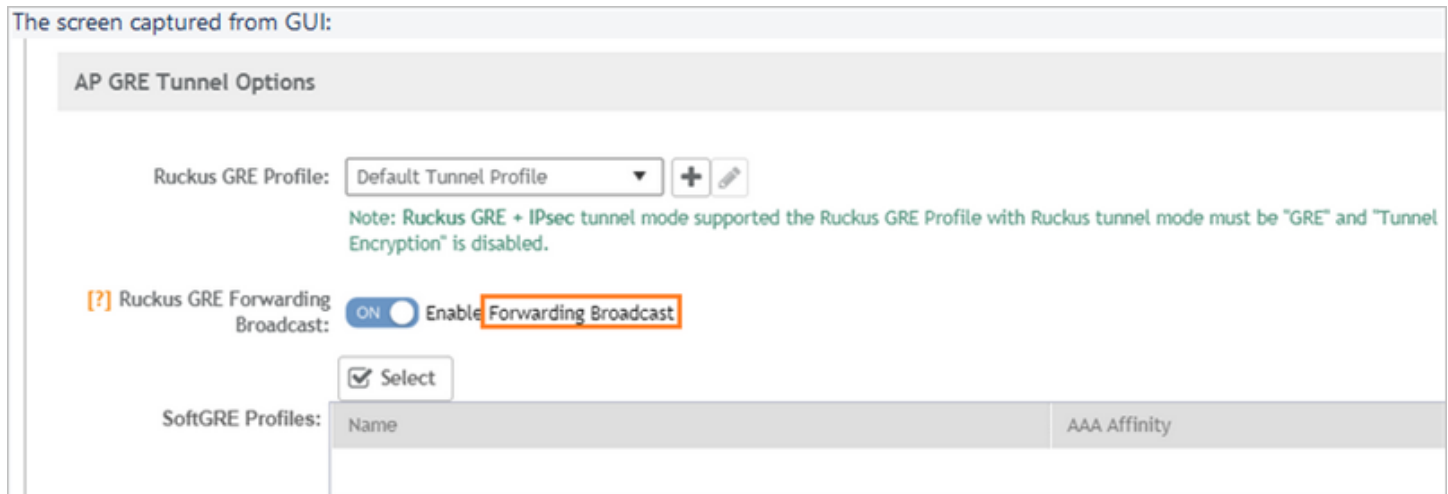 The screen captured from GUI:
AP GRE Tunnel Options
Ruckus GRE Profile:
Default Tunnel Profile
Note: Ruckus GRE + IPsec tunnel mode supported the Ruckus GRE Profile with Ruckus tunnel mode must be "GRE" and "Tunnel
Encryption" is disabled.
[?] Ruckus GRE Forwarding
Broadcast:
ON
Enable Forwarding Broadcast
Select
SoftGRE Profiles:
Name
AAA Affinity